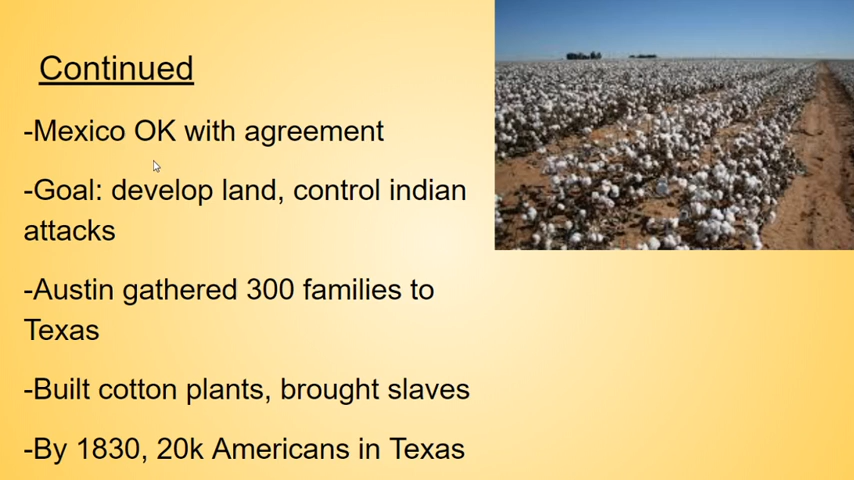 Continued
-Mexico OK with agreement
-Goal: develop land, control indian
attacks
-Austin gathered 300 families to
Texas
-Built cotton plants, brought slaves
-By 1830, 20k Americans in Texas